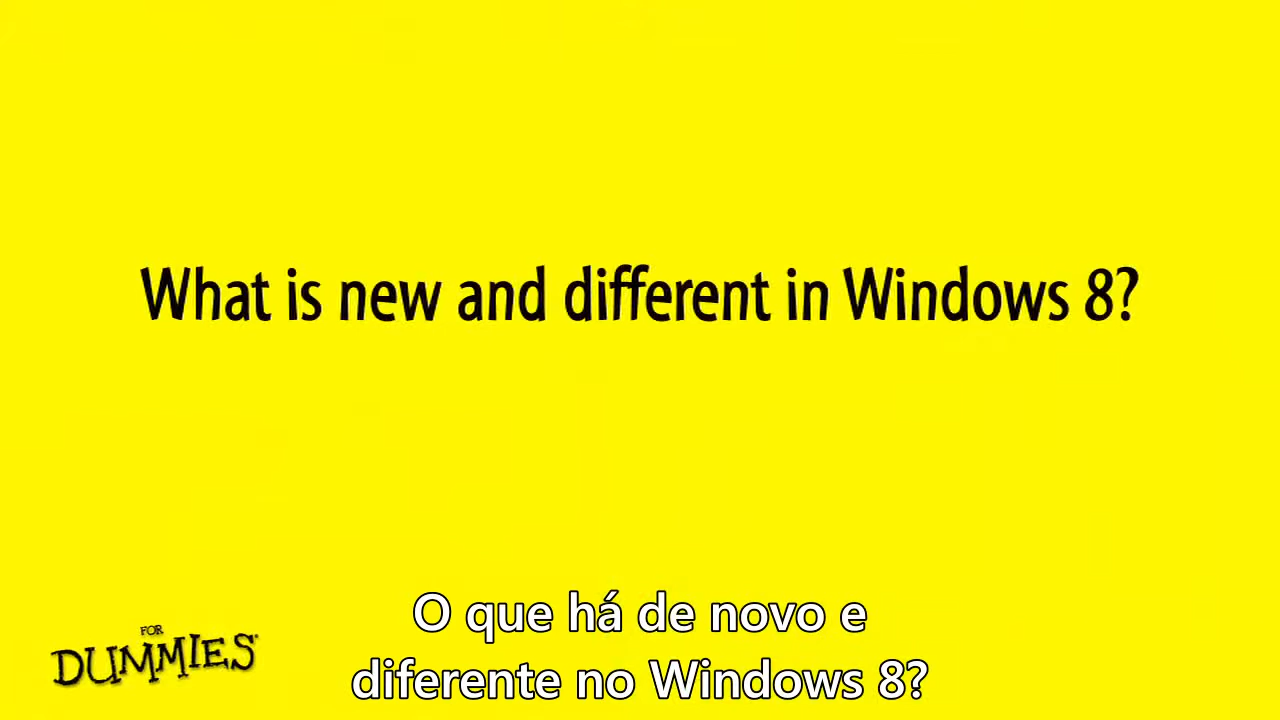 What is new and different in Windows 8?
O que há de novo e
diferente no Windows 8?
FOR
DUMMIES®